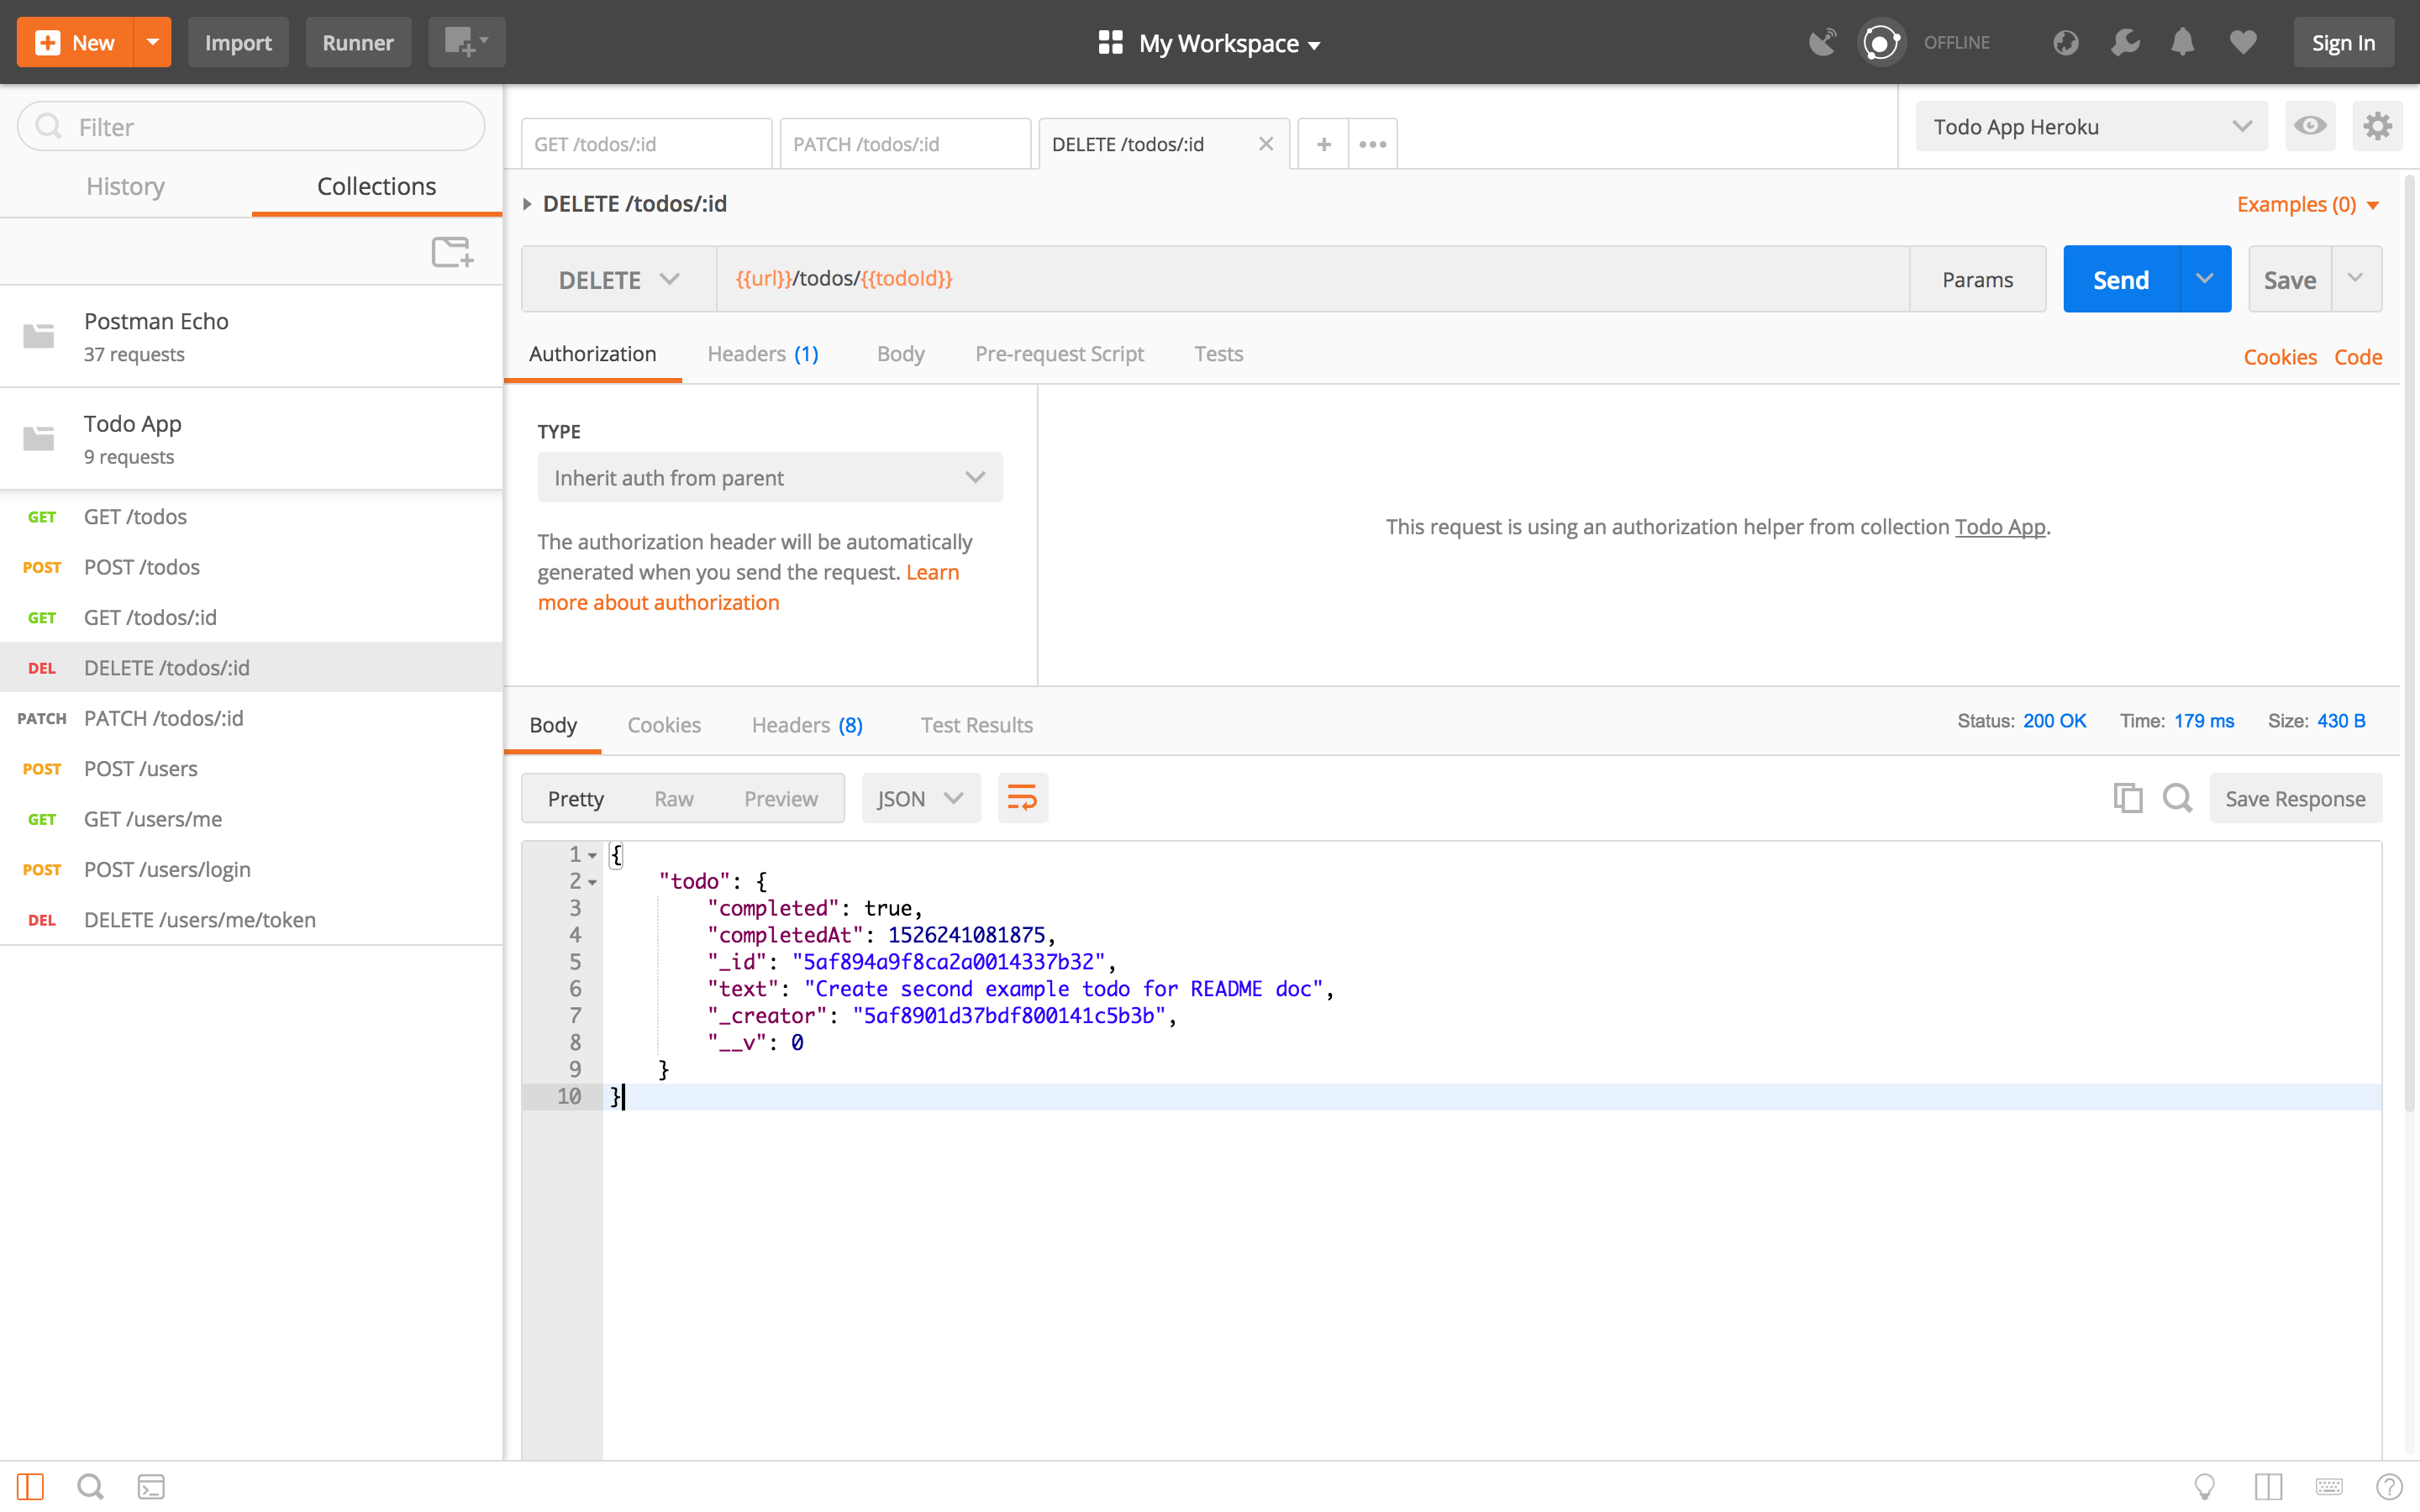 New
Import
Runner
My Workspace
OFFLINE
Sign In
Filter
History
Collections
Postman Echo
37 requests
Todo App
9 requests
GET GET /todos
POST POST /todos
GET GET /todos/:id
DEL DELETE /todos/:id
PATCH PATCH /todos/:id
POST POST /users
GET GET /users/me
POST POST /users/login
DEL DELETE /users/me/token
GET /todos/:id
PATCH /todos/:id
DELETE /todos/:id
Todo App Heroku
DELETE /todos/:id
Examples (0)
DELETE
{{url}}/todos/{{todoId}}
Params
Send
Save
Authorization
Headers (1)
Body
Pre-request Script
Tests
Cookies
Code
TYPE
Inherit auth from parent
The authorization header will be automatically
generated when you send the request. Learn
more about authorization
This request is using an authorization helper from collection Todo App.
Body
Cookies
Headers (8)
Test Results
Status: 200 OK
Time: 179 ms
Size: 430 B
Pretty
Raw
Preview
JSON
Save Response
1 {
2 "todo": {
3 "completed": true,
4 "completedAt": 1526241081875,
5 "_id": "5af894a9f8ca2a0014337b32",
6 "text": "Create second example todo for README doc",
7 "_creator": "5af8901d37bdf800141c5b3b",
8 "__v": 0
9 }
10 }